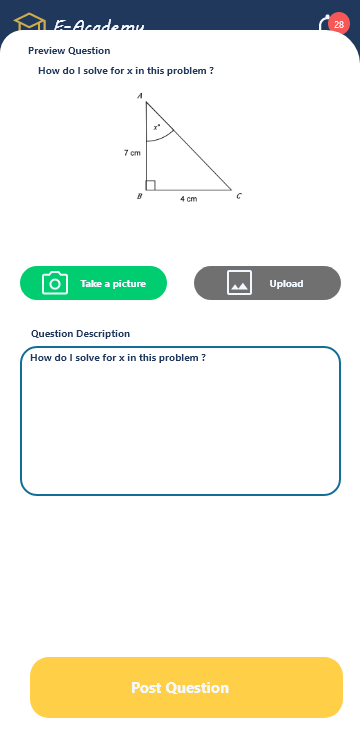 E-Academy
28
Preview Question
How do I solve for x in this problem ?
A
x°
7 cm
B
4 cm
C
Take a picture
Upload
Question Description
How do I solve for x in this problem ?
Post Question